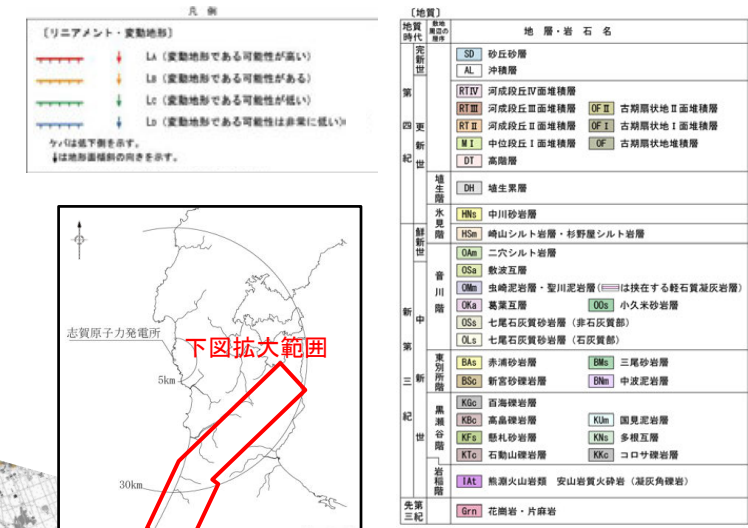 凡 例
〔リニアメント・変動地形〕
LA（変動地形である可能性が高い）
LB（変動地形である可能性がある）
LC（変動地形である可能性が低い）
LD（変動地形である可能性は非常に低い）
ケバは低下側を示す。
↓は地形面傾斜の向きを示す。
志賀原子力発電所
下図拡大範囲
5km
30km
〔地質〕
地質時代
敷地周辺の層序
地 層・岩 石 名
第四紀
完新世
SD 砂丘砂層
AL 沖積層
更新世
RTⅣ 河成段丘Ⅳ面堆積層
RTⅢ 河成段丘Ⅲ面堆積層 OFⅡ 古期扇状地Ⅱ面堆積層
RTⅡ 河成段丘Ⅱ面堆積層 OFⅠ 古期扇状地Ⅰ面堆積層
MⅠ 中位段丘Ⅰ面堆積層 OF 古期扇状地堆積層
DT 高階層
埴生階
DH 埴生累層
氷見階
HNs 中川砂岩層
新第三紀
鮮新世
HSm 崎山シルト岩層・杉野屋シルト岩層
中新世
音川階
OAm 二穴シルト岩層
OSa 敷波互層
OMm 虫崎泥岩層・聖川泥岩層(は挟在する軽石質凝灰岩層)
OKa 葛葉互層 OOs 小久米砂岩層
OSs 七尾石灰質砂岩層（非石灰質部）
OLs 七尾石灰質砂岩層（石灰質部）
東別所階
BAs 赤浦砂岩層 BMs 三尾砂岩層
BSc 新宮砂礫岩層 BNm 中波泥岩層
黒瀬谷階
KGc 百海礫岩層
KBc 高畠礫岩層 KUm 国見泥岩層
KFs 懸札砂岩層 KNs 多根互層
KTc 石動山礫岩層 KKc コロサ礫岩層
岩稲階
IAt 熊淵火山岩類 安山岩質火砕岩（凝灰角礫岩）
先第三紀
Grn 花崗岩・片麻岩